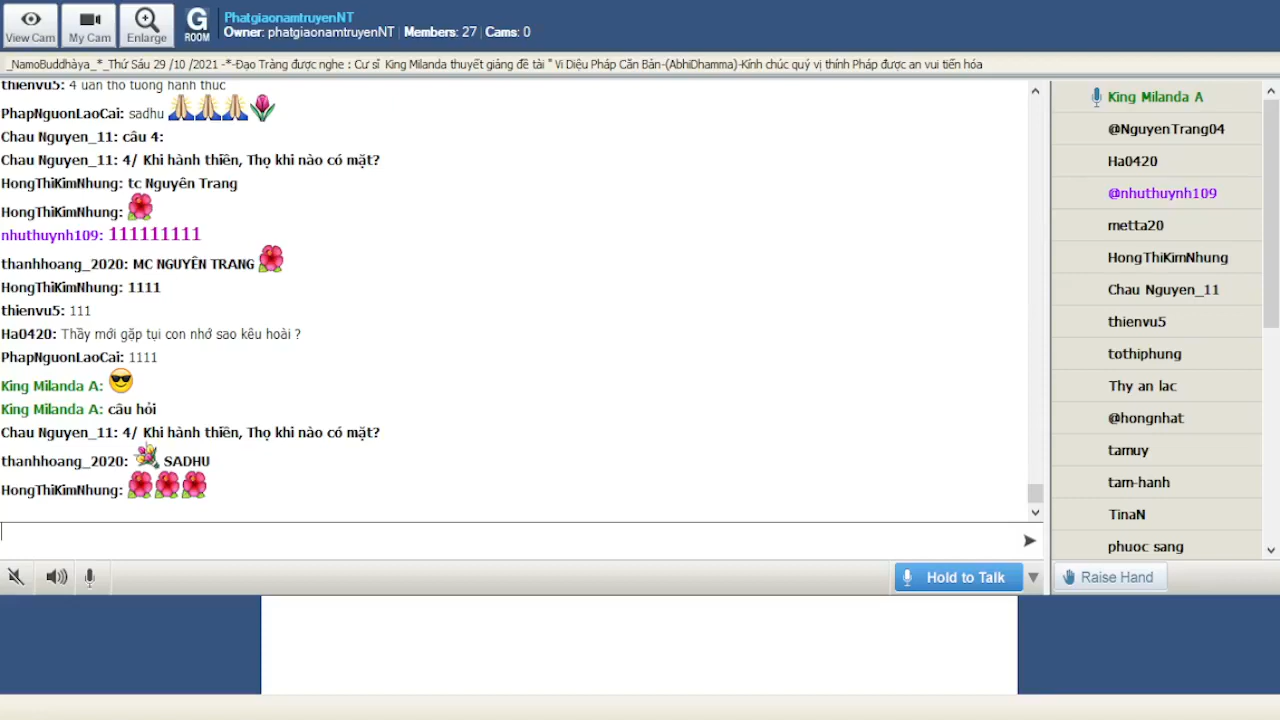 View Cam
My Cam
Enlarge
G
ROOM
PhatgiaonamtruyenNT
Owner: phatgiaonamtruyenNT | Members: 27 | Cams: 0
_NamoBuddhàya_*_Thứ Sáu 29 /10 /2021 -*-Đạo Tràng được nghe : Cư sĩ  King Milanda thuyết giảng đề tài " Vi Diệu Pháp Căn Bản-(AbhiDhamma)-Kính chúc quý vị thính Pháp được an vui tiến hóa
thienvu5: 4 uan tho tuong hanh thuc
PhapNguonLaoCai: sadhu
Chau Nguyen_11: câu 4:
Chau Nguyen_11: 4/ Khi hành thiền, Thọ khi nào có mặt?
HongThiKimNhung: tc Nguyên Trang
HongThiKimNhung:
nhuthuynh109: 111111111
thanhhoang_2020: MC NGUYÊN TRANG
HongThiKimNhung: 1111
thienvu5: 111
Ha0420: Thầy mới gặp tụi con nhớ sao kêu hoài ?
PhapNguonLaoCai: 1111
King Milanda A:
King Milanda A: câu hỏi
Chau Nguyen_11: 4/ Khi hành thiền, Thọ khi nào có mặt?
thanhhoang_2020: SADHU
HongThiKimNhung:
King Milanda A
@NguyenTrang04
Ha0420
@nhuthuynh109
metta20
HongThiKimNhung
Chau Nguyen_11
thienvu5
tothiphung
Thy an lac
@hongnhat
tamuy
tam-hanh
TinaN
phuoc sang
Hold to Talk
Raise Hand